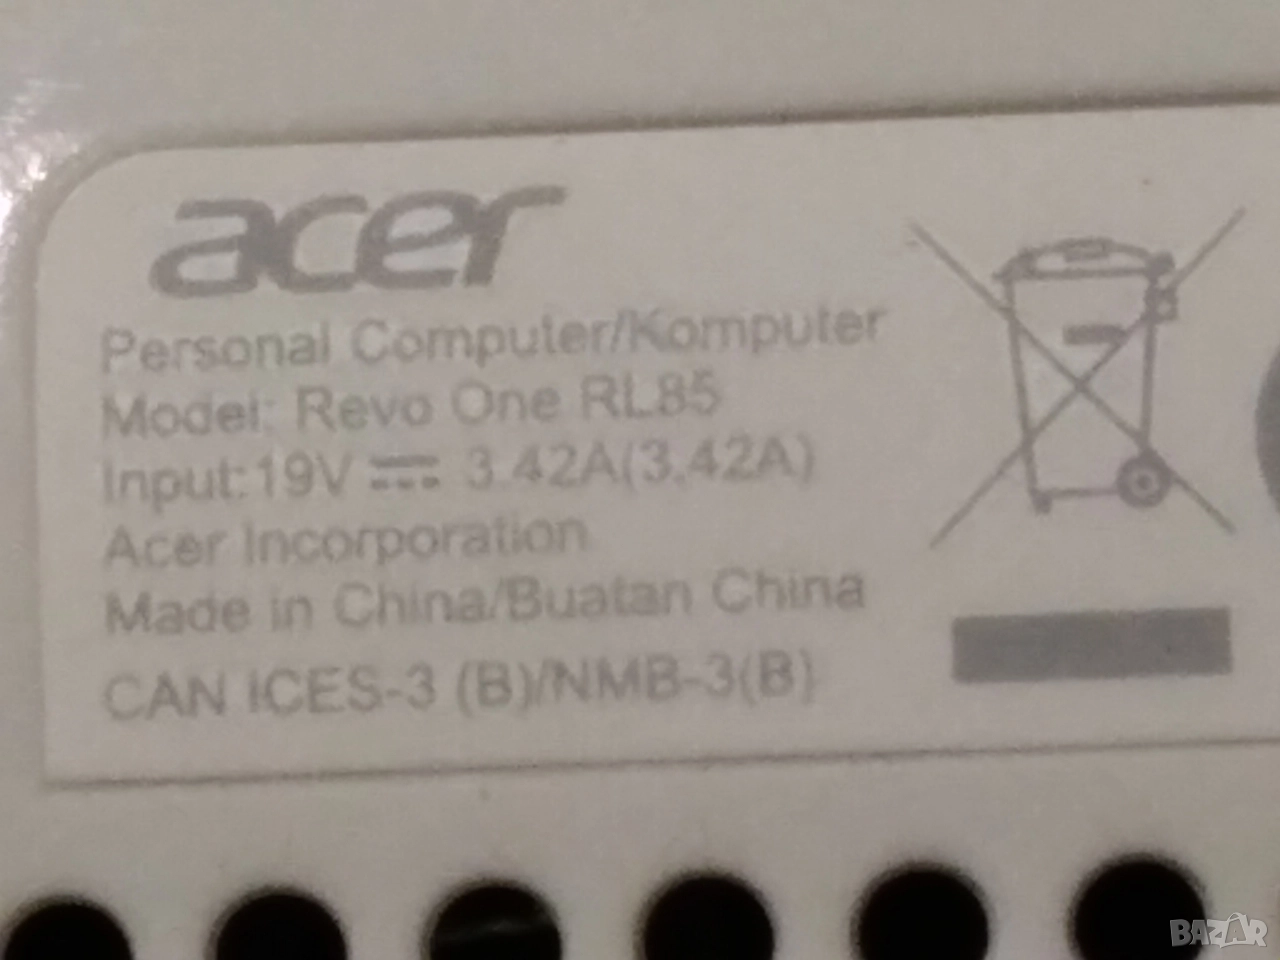 acer
Personal Computer/Komputer
Model: Revo One RL85
Input: 19V 3.42A(3.42A)
Acer Incorporation
Made in China/Buatan China
CAN ICES-3 (B)/NMB-3(B)
BAZAR